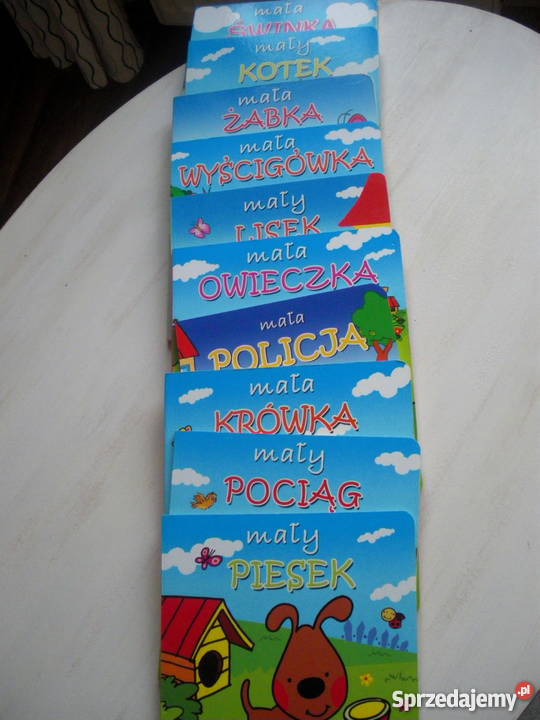 mała
ŚWINKA
mały
KOTEK
mała
ŻABKA
mała
WYŚCIGÓWKA
mały
LISEK
mała
OWIECZKA
mała
POLICJA
mała
KRÓWKA
mały
POCIĄG
mały
PIESEK
Sprzedajemy.pl